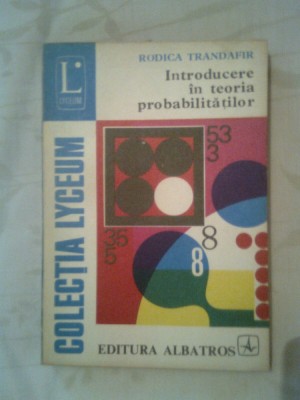 L
LYCEUM
RODICA TRANDAFIR
Introducere
în teoria
probabilităților
COLECȚIA LYCEUM
53
3
8
8
EDITURA ALBATROS